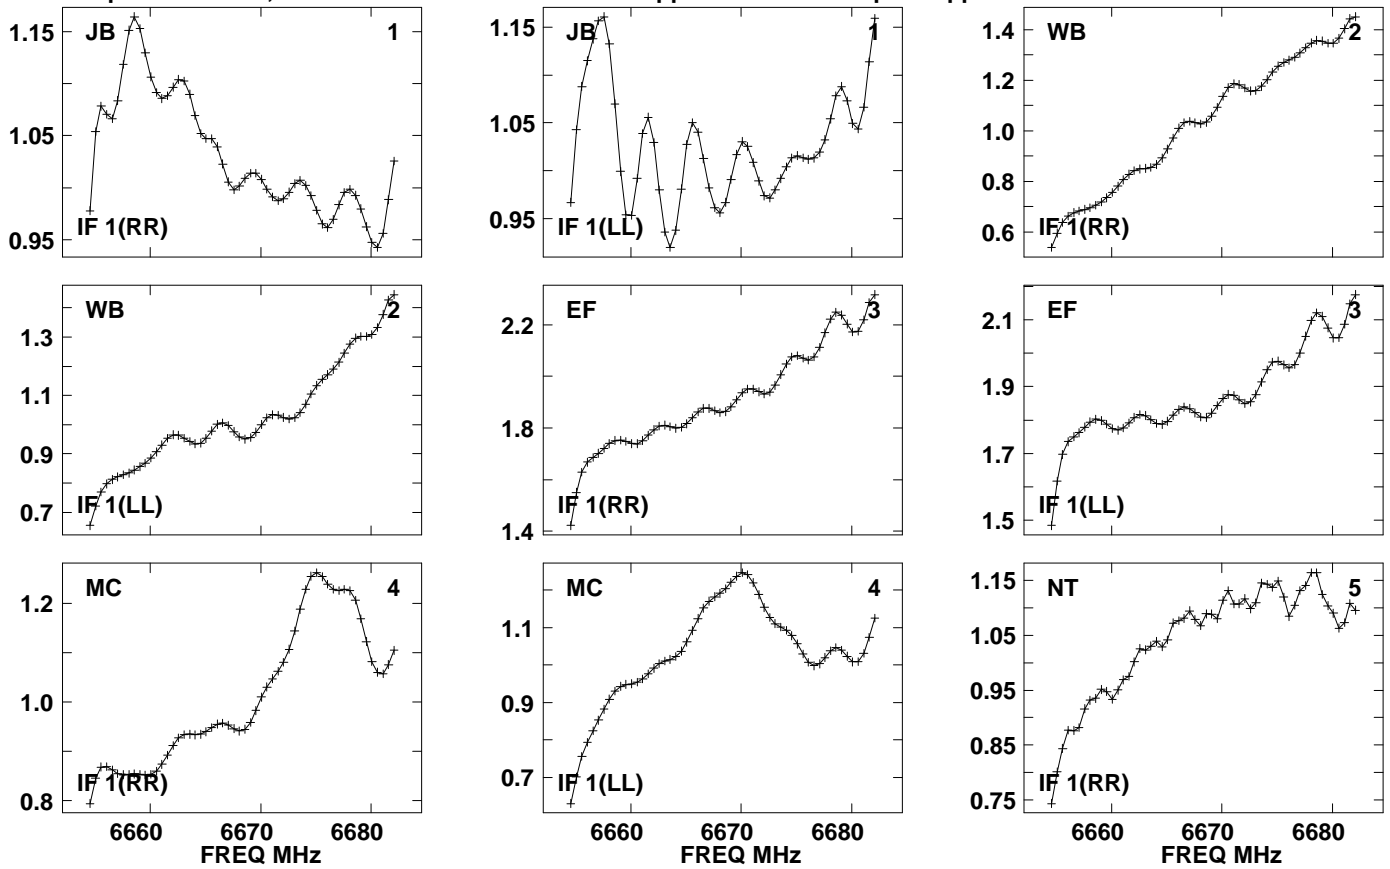 JB 1
1.15
1.05
0.95
IF 1(RR)
JB 1
1.15
1.05
0.95
IF 1(LL)
WB 2
1.4
1.2
1.0
0.8
0.6
IF 1(RR)
WB 2
1.3
1.1
0.9
0.7
IF 1(LL)
EF 3
2.2
1.8
1.4
IF 1(RR)
EF 3
2.1
1.9
1.7
1.5
IF 1(LL)
MC 4
1.2
1.0
0.8
IF 1(RR)
6660 6670 6680
FREQ MHz
MC 4
1.1
0.9
0.7
IF 1(LL)
6660 6670 6680
FREQ MHz
NT 5
1.15
1.05
0.95
0.85
0.75
IF 1(RR)
6660 6670 6680
FREQ MHz